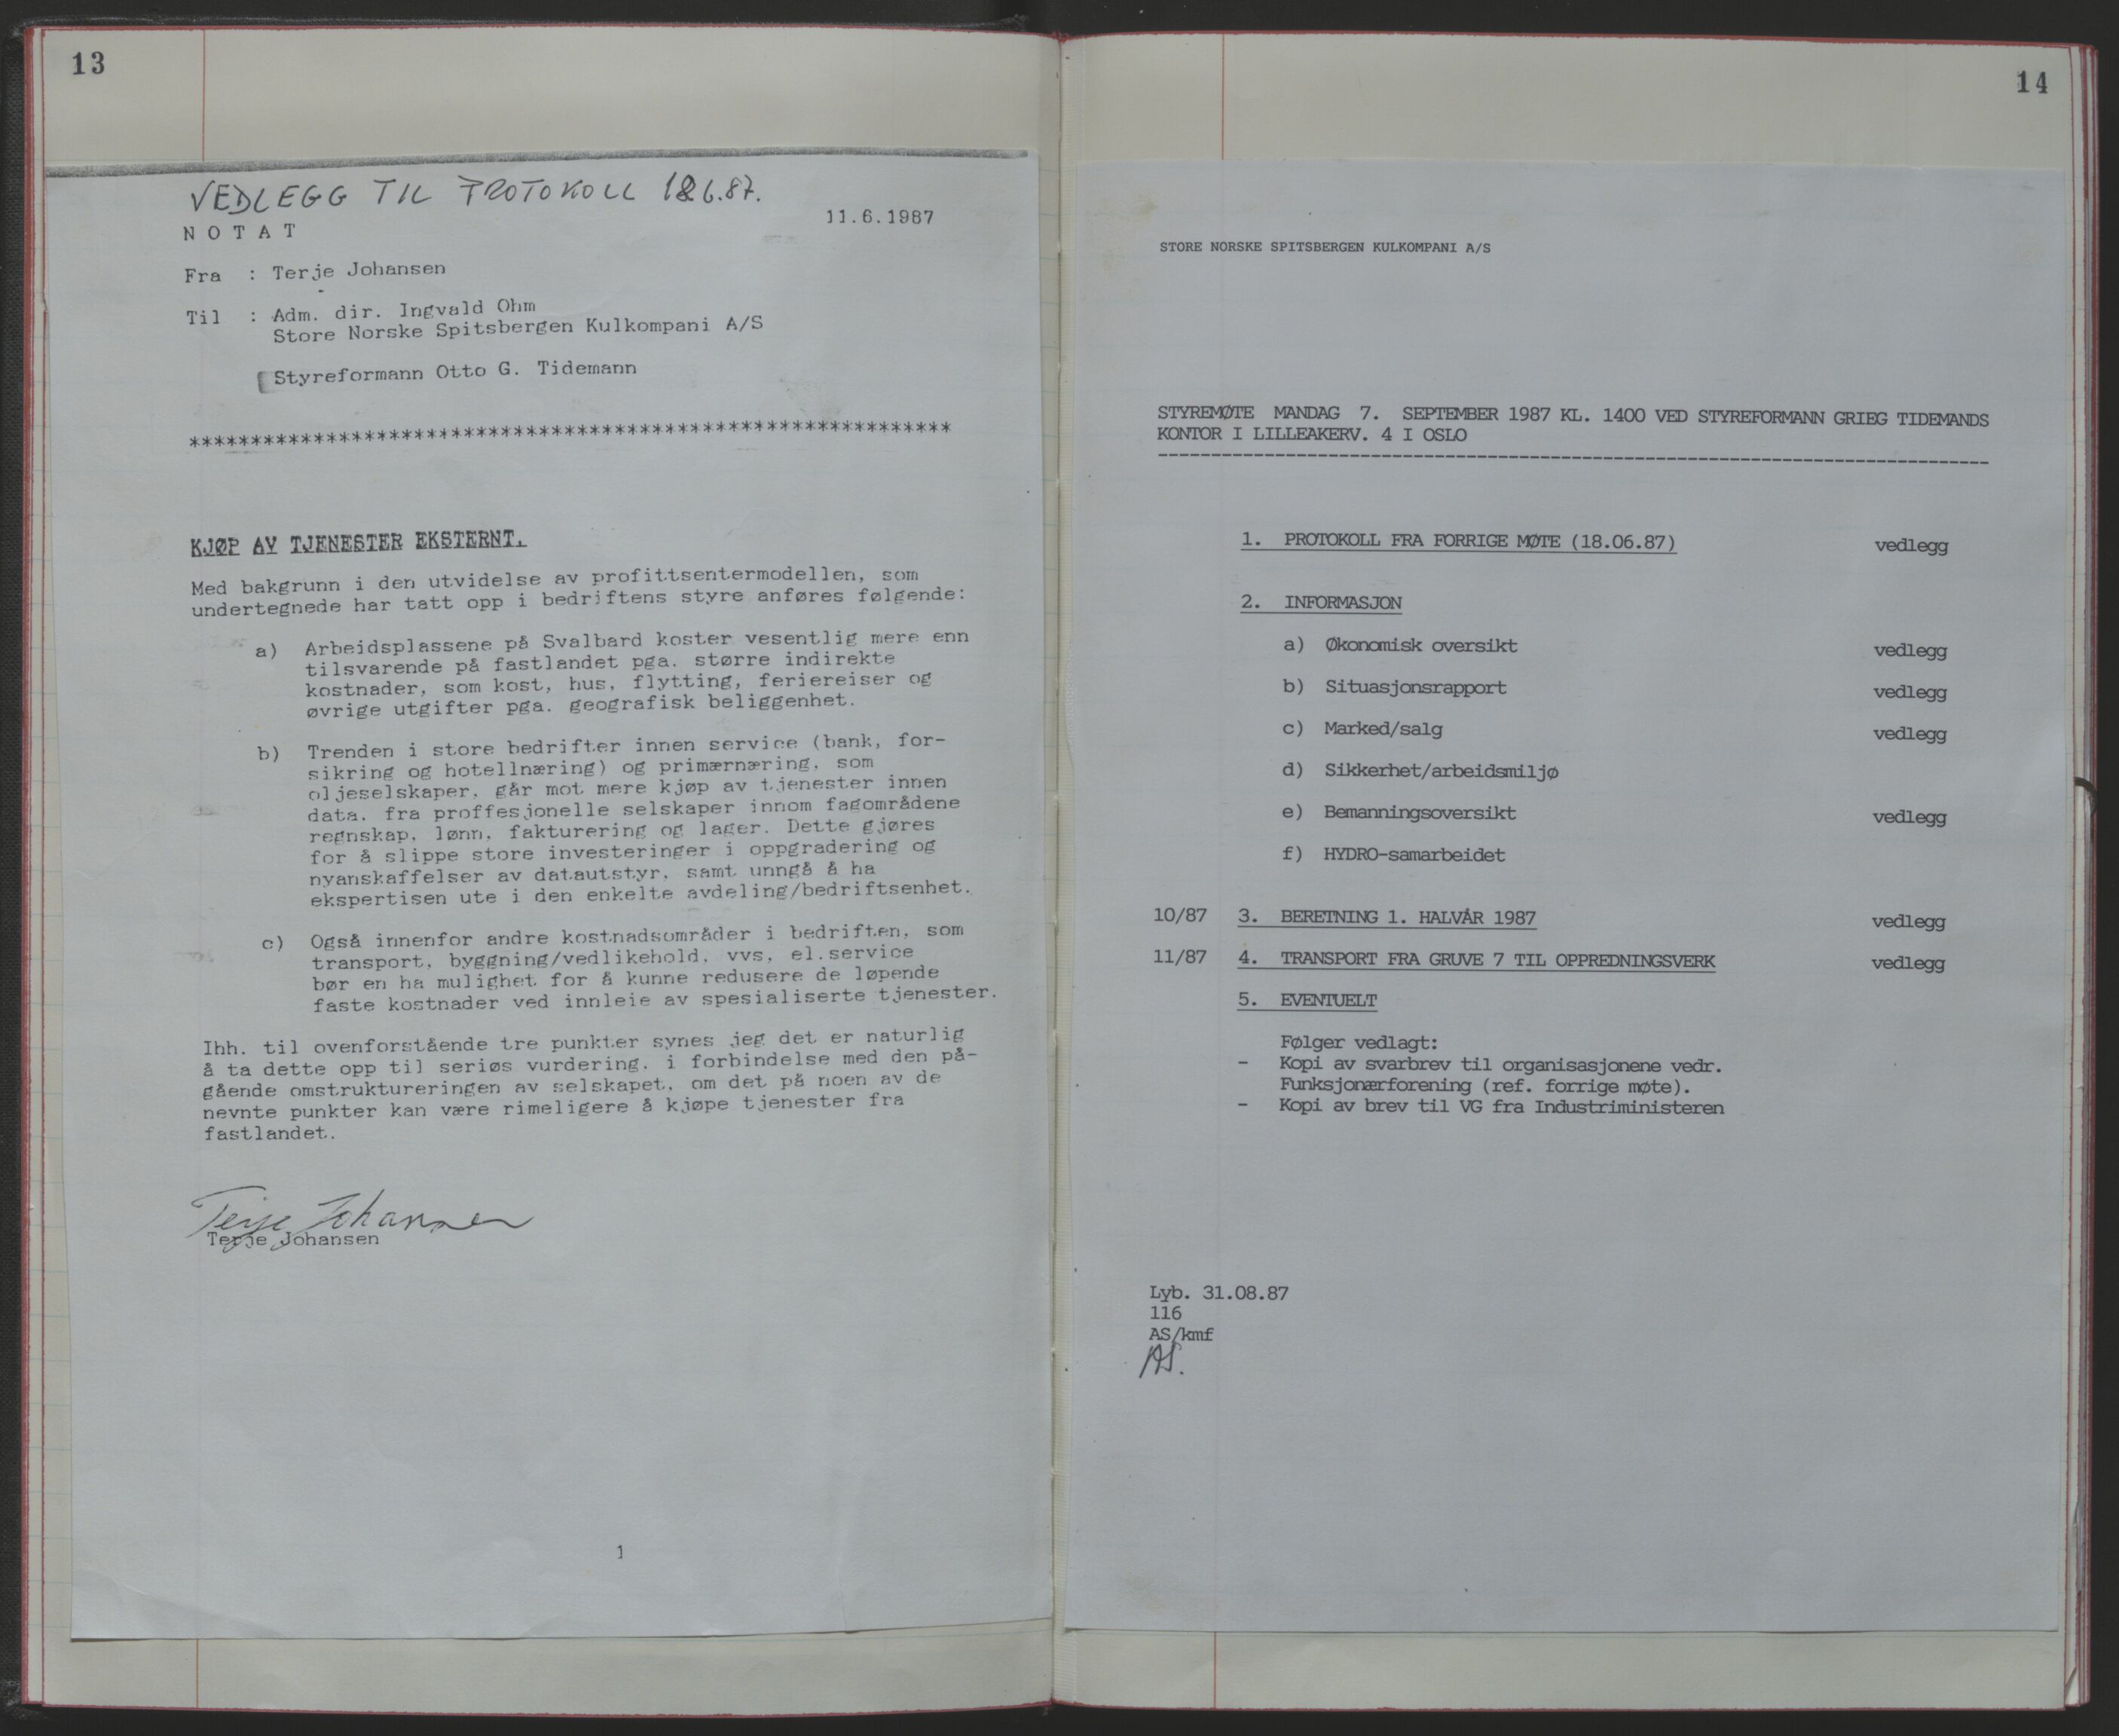 13
VEDLEGG TIL PROTOKOLL 18.6.87.
11.6.1987
N O T A T
Fra : Terje Johansen
Til : Adm. dir. Ingvald Ohm
Store Norske Spitsbergen Kulkompani A/S
Styreformann Otto G. Tidemann
**************************************************************
KJØP AV TJENESTER EKSTERNT.
Med bakgrunn i den utvidelse av profittsentermodellen, som
undertegnede har tatt opp i bedriftens styre anføres følgende:
a) Arbeidsplassene på Svalbard koster vesentlig mere enn
tilsvarende på fastlandet pga. større indirekte
kostnader, som kost, hus, flytting, feriereiser og
øvrige utgifter pga. geografisk beliggenhet.
b) Trenden i store bedrifter innen service (bank, for-
sikring og hotellnæring) og primærnæring, som
oljeselskaper, går mot mere kjøp av tjenester innen
data, fra proffesjonelle selskaper innom fagområdene
regnskap, lønn, fakturering og lager. Dette gjøres
for å slippe store investeringer i oppgradering og
nyanskaffelser av datautstyr, samt unngå å ha
ekspertisen ute i den enkelte avdeling/bedriftsenhet.
c) Også innenfor andre kostnadsområder i bedriften, som
transport, byggning/vedlikehold, vvs, el.service
bør en ha mulighet for å kunne redusere de løpende
faste kostnader ved innleie av spesialiserte tjenester.
Ihh. til ovenforstående tre punkter synes jeg det er naturlig
å ta dette opp til seriøs vurdering, i forbindelse med den på-
gående omstruktureringen av selskapet, om det på noen av de
nevnte punkter kan være rimeligere å kjøpe tjenester fra
fastlandet.
Terje Johansen
Terje Johansen
1
14
STORE NORSKE SPITSBERGEN KULKOMPANI A/S
STYREMØTE MANDAG 7. SEPTEMBER 1987 KL. 1400 VED STYREFORMANN GRIEG TIDEMANDS
KONTOR I LILLEAKERV. 4 I OSLO
--------------------------------------------------------------------------------
1. PROTOKOLL FRA FORRIGE MØTE (18.06.87) vedlegg
2. INFORMASJON
a) Økonomisk oversikt vedlegg
b) Situasjonsrapport vedlegg
c) Marked/salg vedlegg
d) Sikkerhet/arbeidsmiljø
e) Bemanningsoversikt vedlegg
f) HYDRO-samarbeidet
10/87 3. BERETNING 1. HALVÅR 1987 vedlegg
11/87 4. TRANSPORT FRA GRUVE 7 TIL OPPREDNINGSVERK vedlegg
5. EVENTUELT
Følger vedlagt:
- Kopi av svarbrev til organisasjonene vedr.
Funksjonærforening (ref. forrige møte).
- Kopi av brev til VG fra Industriministeren
Lyb. 31.08.87
116
AS/kmf
AS.